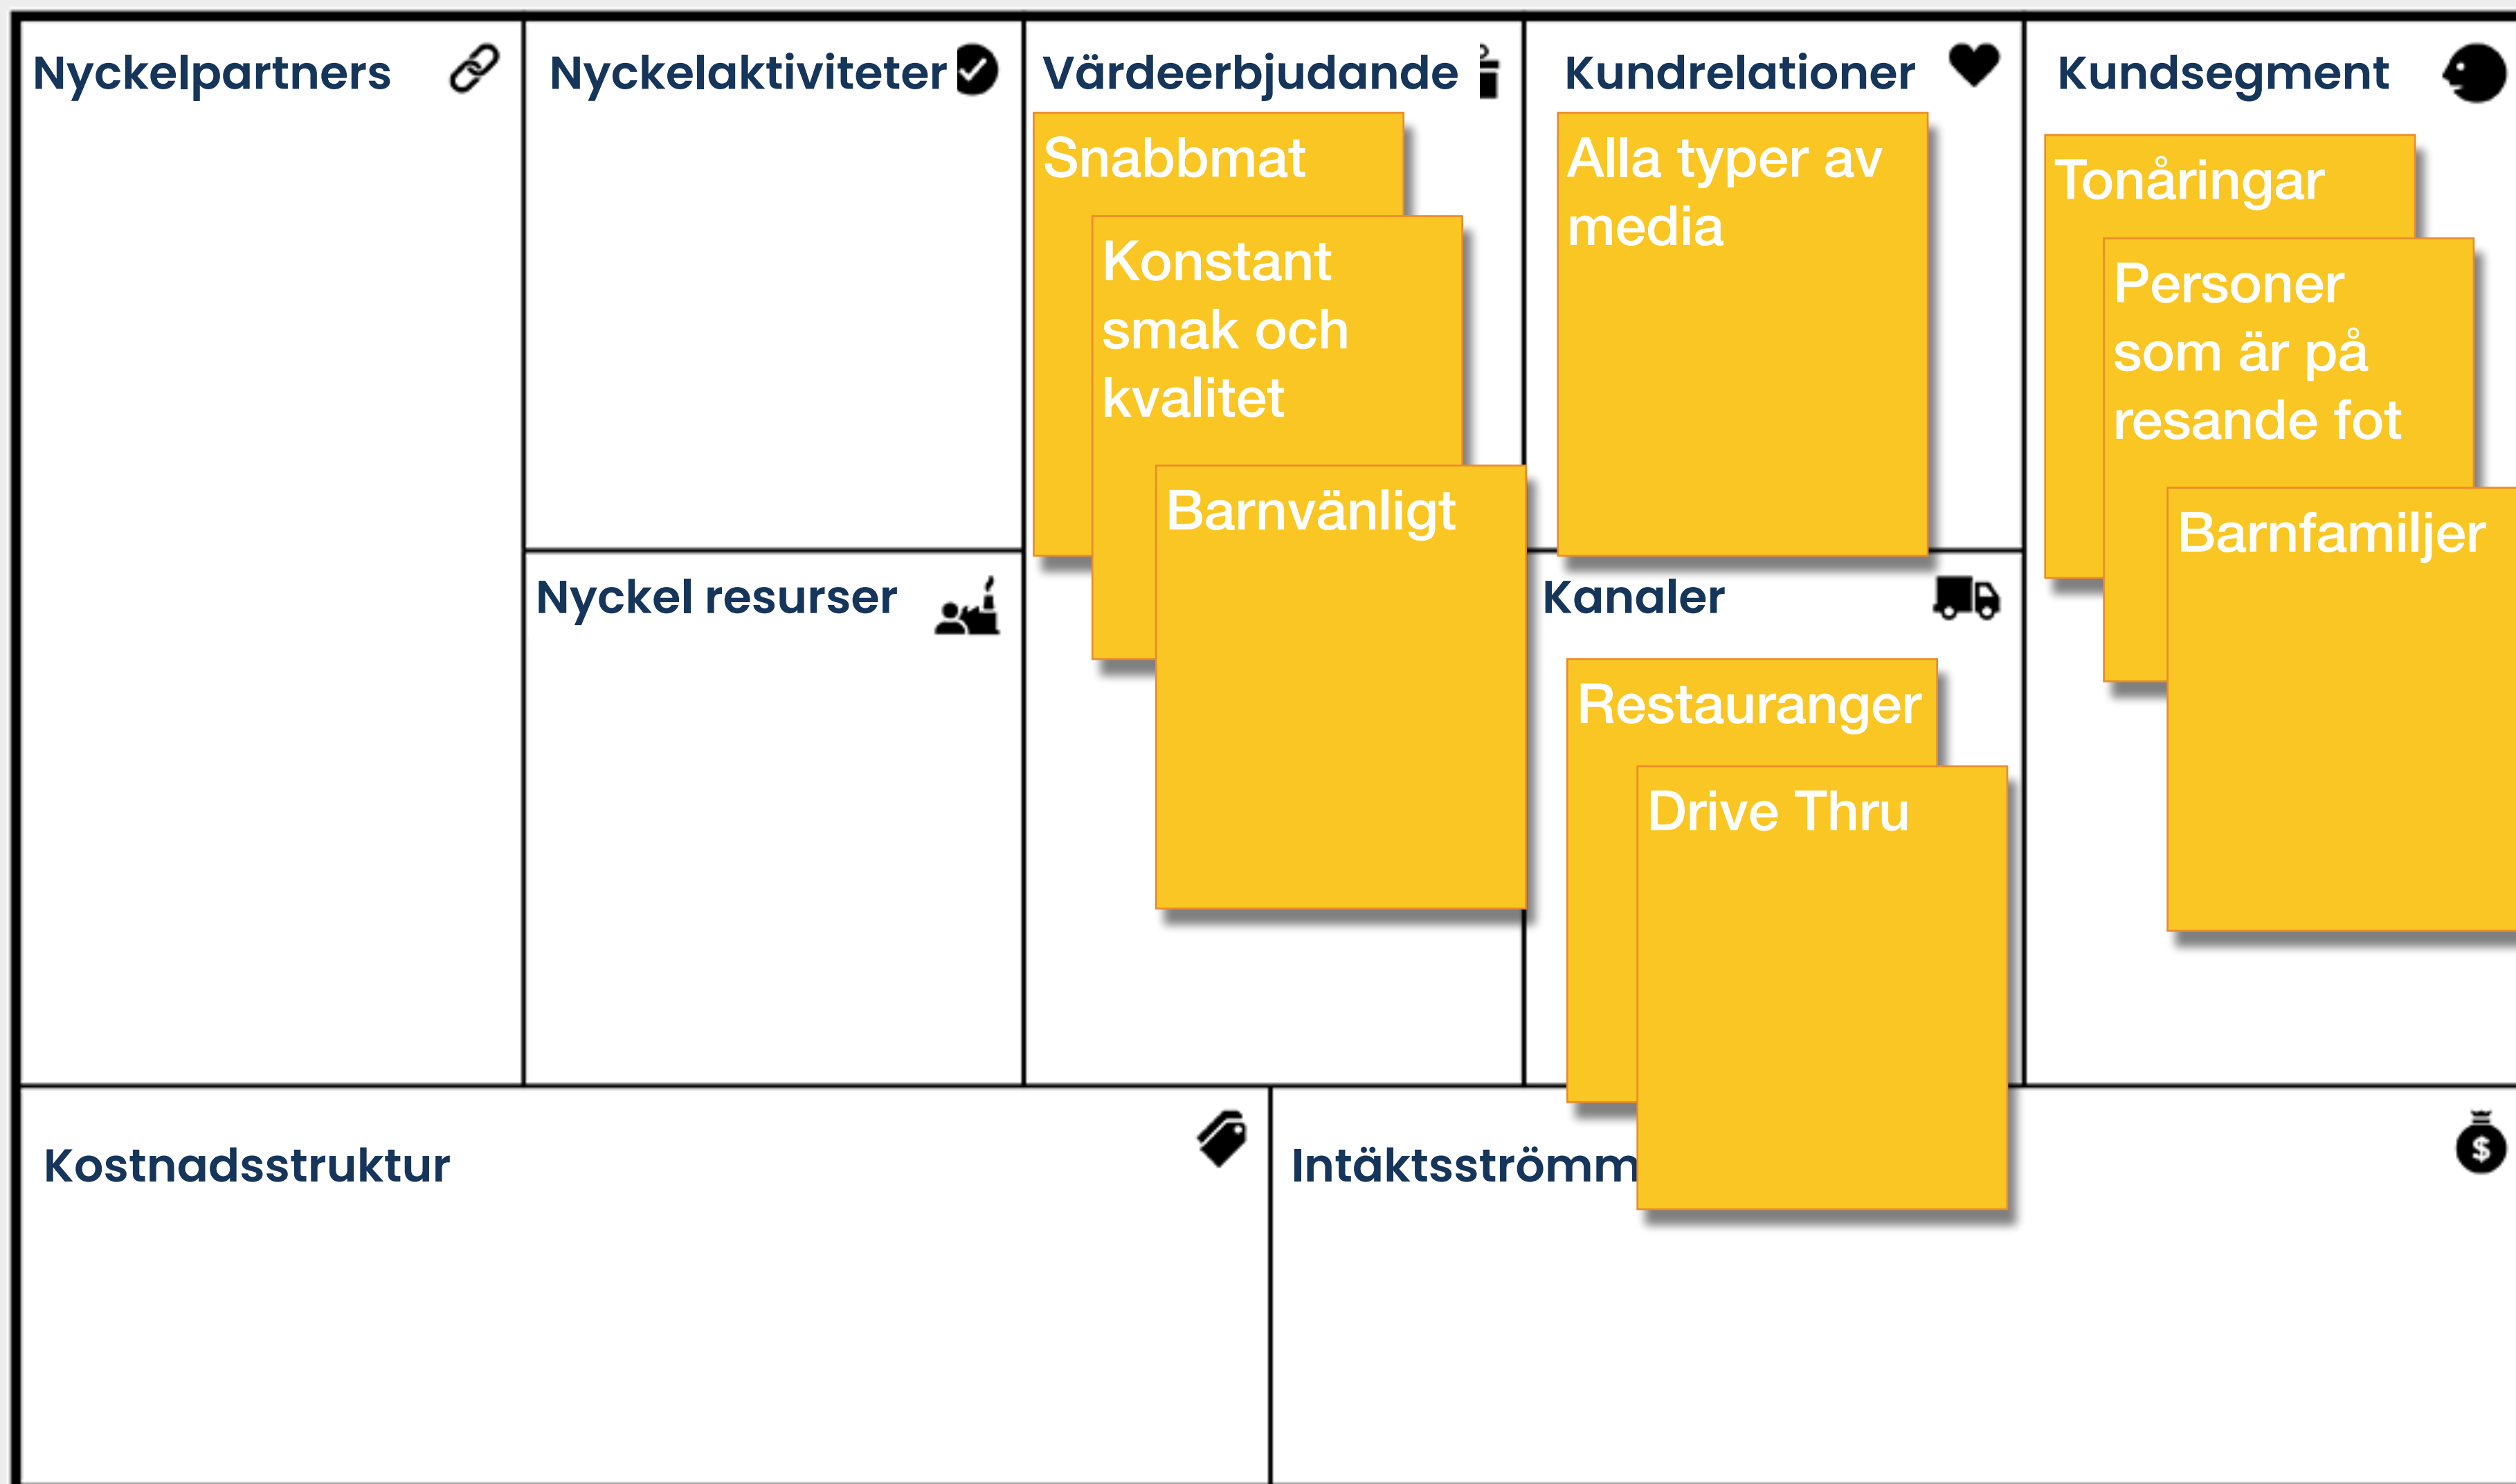 Nyckelpartners
Nyckelaktiviteter
Värdeerbjudande
Snabbmat
Konstant
smak och
kvalitet
Barnvänligt
Kundrelationer
Alla typer av
media
Kundsegment
Tonåringar
Personer
som är på
resande fot
Barnfamiljer
Nyckel resurser
Kanaler
Restauranger
Drive Thru
Kostnadsstruktur
Intäktsströmm
$